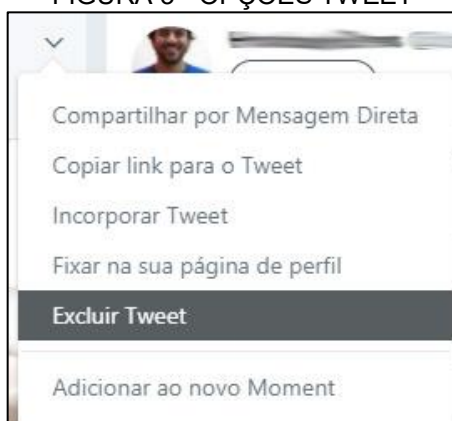 FIGURA - OPÇÕES TWEET
Compartilhar por Mensagem Direta
Copiar link para o Tweet
Incorporar Tweet
Fixar na sua página de perfil
Excluir Tweet
Adicionar ao novo Moment